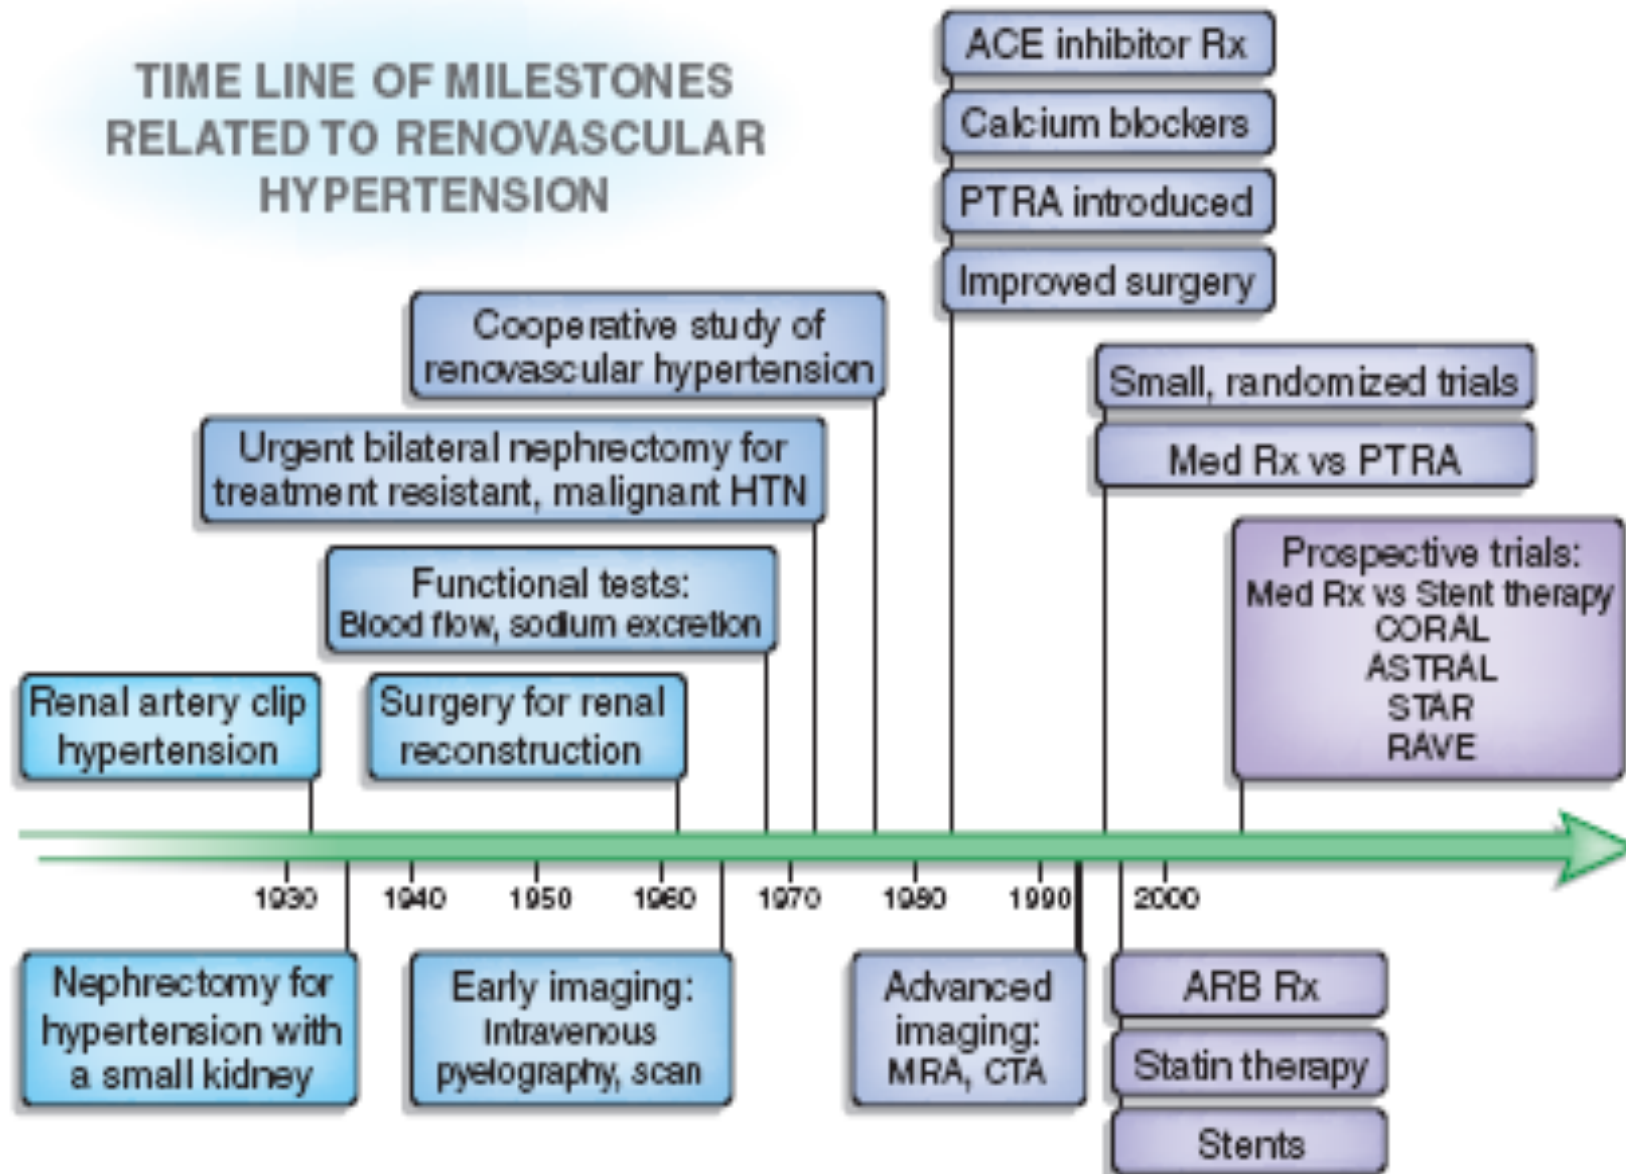 TIME LINE OF MILESTONES
RELATED TO RENOVASCULAR
HYPERTENSION
ACE inhibitor Rx
Calcium blockers
PTRA introduced
Improved surgery
Cooperative study of
renovascular hypertension
Small, randomized trials
Med Rx vs PTRA
Urgent bilateral nephrectomy for
treatment resistant, malignant HTN
Prospective trials:
Med Rx vs Stent therapy
CORAL
ASTRAL
STAR
RAVE
Functional tests:
Blood flow, sodium excretion
Renal artery clip
hypertension
Surgery for renal
reconstruction
1930 1940 1950 1960 1970 1980 1990 2000
Nephrectomy for
hypertension with
a small kidney
Early imaging:
Intravenous
pyelography, scan
Advanced
imaging:
MRA, CTA
ARB Rx
Statin therapy
Stents